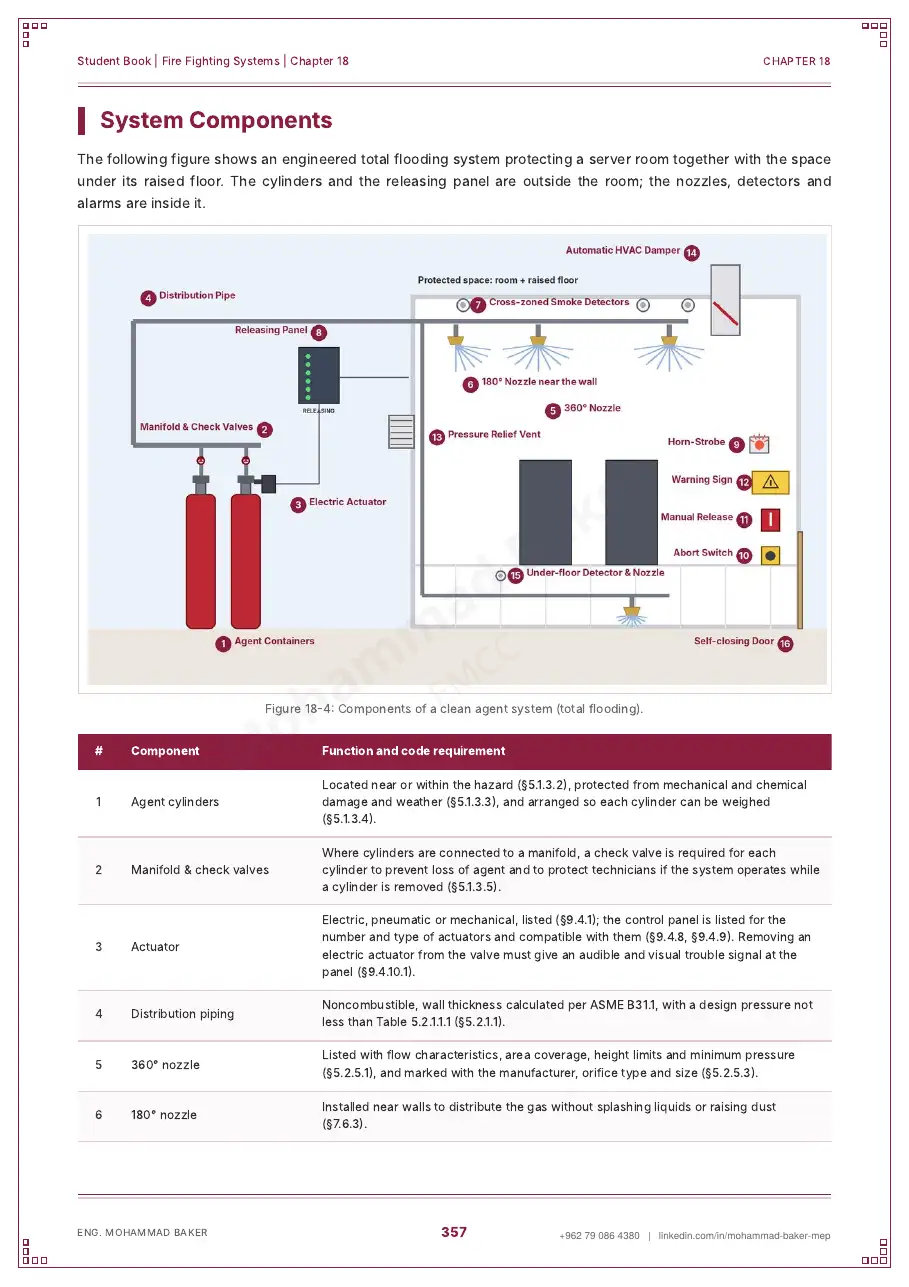 Student Book | Fire Fighting Systems | Chapter 18
CHAPTER 18
System Components
The following figure shows an engineered total flooding system protecting a server room together with the space
under its raised floor. The cylinders and the releasing panel are outside the room; the nozzles, detectors and
alarms are inside it.
Automatic HVAC Damper 14
Protected space: room + raised floor
4 Distribution Pipe
7 Cross-zoned Smoke Detectors
Releasing Panel 8
6 180° Nozzle near the wall
RELEASING
5 360° Nozzle
Manifold & Check Valves 2
13 Pressure Relief Vent
Horn-Strobe 9
Warning Sign 12
3 Electric Actuator
Manual Release 11
Abort Switch 10
15 Under-floor Detector & Nozzle
1 Agent Containers
Self-closing Door 16
Mohammad Baker
FMCC
Figure 18-4: Components of a clean agent system (total flooding).
# Component Function and code requirement
Located near or within the hazard (§5.1.3.2), protected from mechanical and chemical
1 Agent cylinders damage and weather (§5.1.3.3), and arranged so each cylinder can be weighed
(§5.1.3.4).
Where cylinders are connected to a manifold, a check valve is required for each
2 Manifold & check valves cylinder to prevent loss of agent and to protect technicians if the system operates while
a cylinder is removed (§5.1.3.5).
Electric, pneumatic or mechanical, listed (§9.4.1); the control panel is listed for the
3 Actuator number and type of actuators and compatible with them (§9.4.8, §9.4.9). Removing an
electric actuator from the valve must give an audible and visual trouble signal at the
panel (§9.4.10.1).
4 Distribution piping Noncombustible, wall thickness calculated per ASME B31.1, with a design pressure not
less than Table 5.2.1.1.1 (§5.2.1.1).
5 360° nozzle Listed with flow characteristics, area coverage, height limits and minimum pressure
(§5.2.5.1), and marked with the manufacturer, orifice type and size (§5.2.5.3).
6 180° nozzle Installed near walls to distribute the gas without splashing liquids or raising dust
(§7.6.3).
ENG. MOHAMMAD BAKER
357
+962 79 086 4380 | linkedin.com/in/mohammad-baker-mep